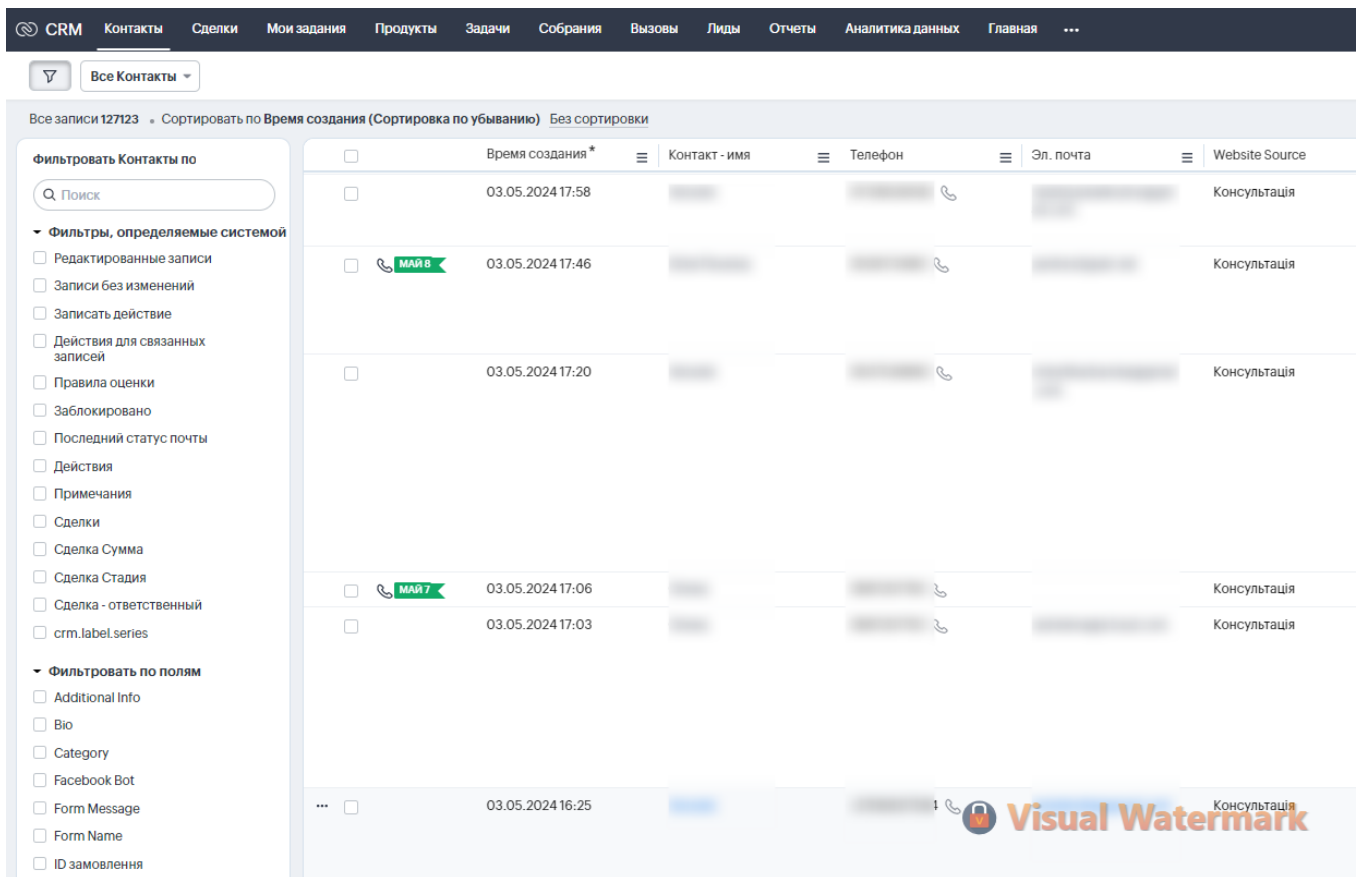 CRM Контакты Сделки Мои задания Продукты Задачи Собрания Вызовы Лиды Отчеты Аналитика данных Главная ...
Все Контакты
Все записи 127123 • Сортировать по Время создания (Сортировка по убыванию) Без сортировки
Фильтровать Контакты по
Поиск
Фильтры, определяемые системой
Редактированные записи
Записи без изменений
Записать действие
Действия для связанных
записей
Правила оценки
Заблокировано
Последний статус почты
Действия
Примечания
Сделки
Сделка Сумма
Сделка Стадия
Сделка - ответственный
crm.label.series
Фильтровать по полям
Additional Info
Bio
Category
Facebook Bot
Form Message
Form Name
ID замовлення
Время создания * Контакт - имя Телефон Эл. почта Website Source
03.05.2024 17:58 Консультація
МАЙ 8 03.05.2024 17:46 Консультація
03.05.2024 17:20 Консультація
МАЙ 7 03.05.2024 17:06 Консультація
03.05.2024 17:03 Консультація
... 03.05.2024 16:25 4 Консультація
Visual Watermark